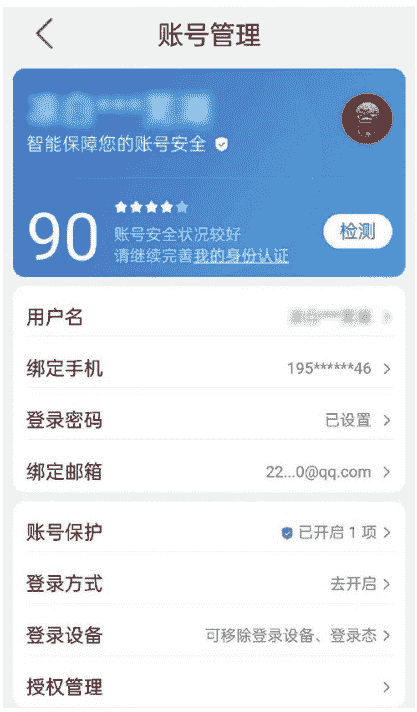 账号管理
智能保障您的账号安全
90
账号安全状况较好
请继续完善我的身份认证
检测
用户名
绑定手机 195******46
登录密码 已设置
绑定邮箱 22...0@qq.com
账号保护 已开启 1 项
登录方式 去开启
登录设备 可移除登录设备、登录态
授权管理